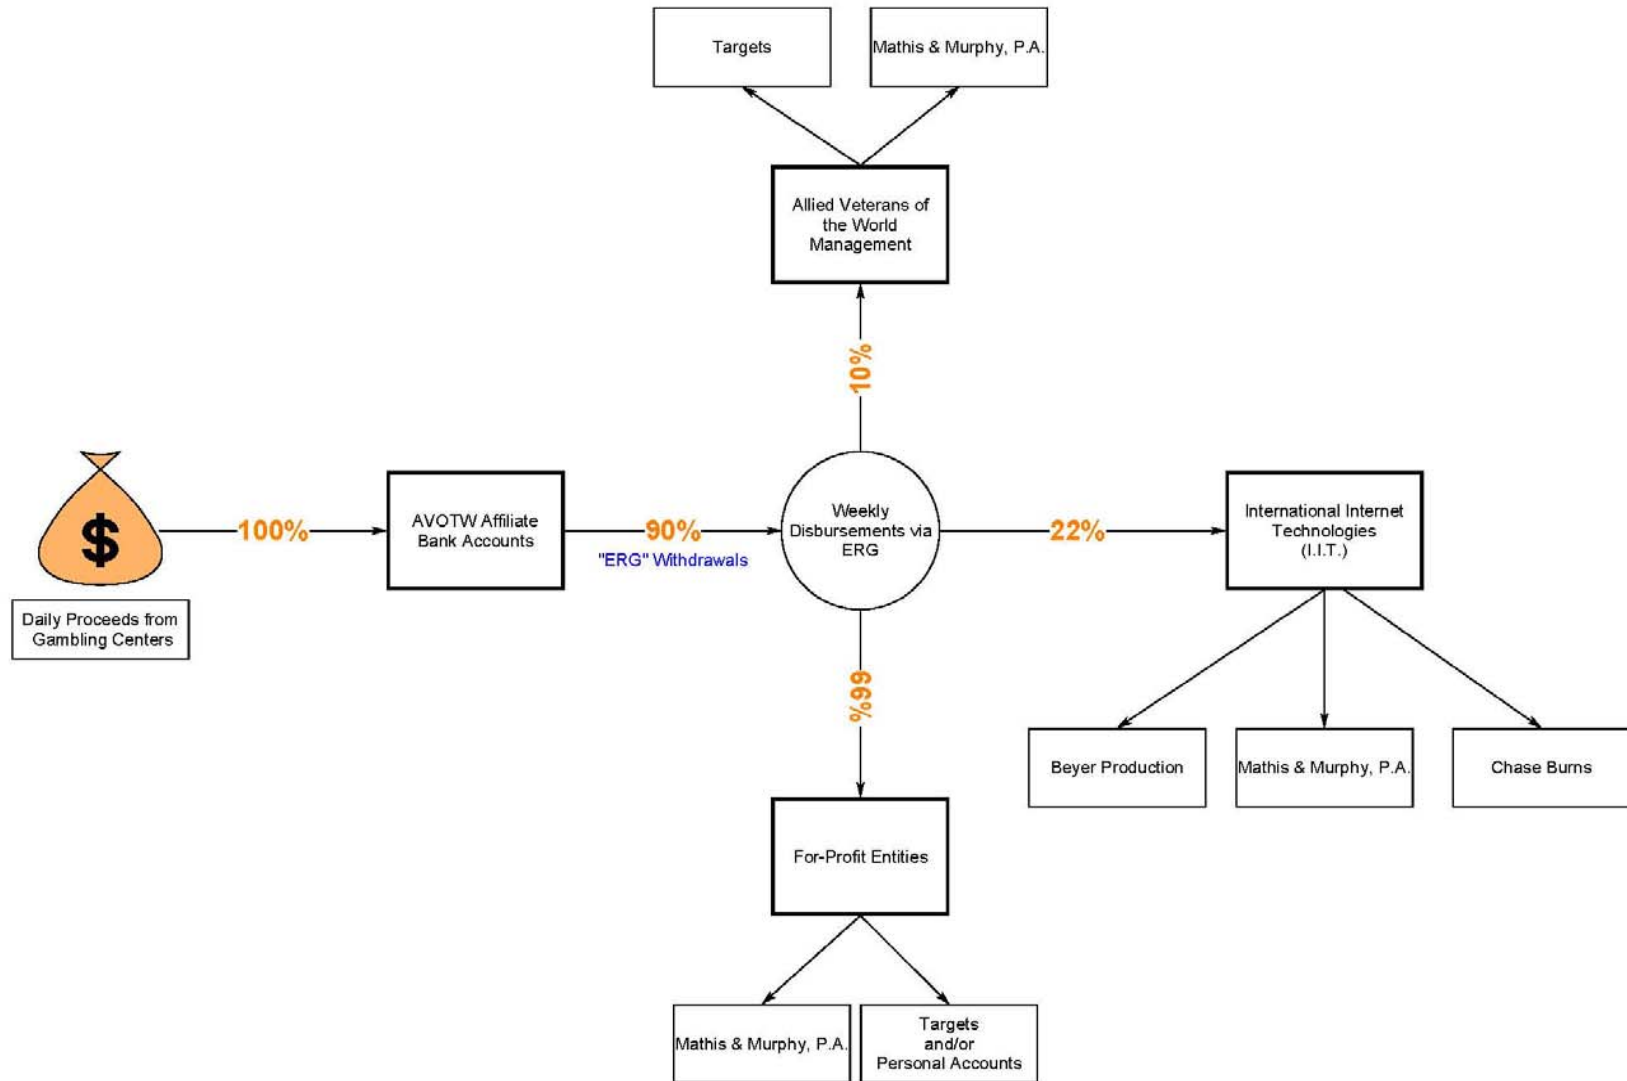 Targets
Mathis & Murphy, P.A.
Allied Veterans of
the World
Management
10%
$
100%
AVOTW Affiliate
Bank Accounts
90%
"ERG" Withdrawals
Weekly
Disbursements via
ERG
22%
International Internet
Technologies
(I.I.T.)
Daily Proceeds from
Gambling Centers
66%
Beyer Production
Mathis & Murphy, P.A.
Chase Burns
For-Profit Entities
Mathis & Murphy, P.A.
Targets
and/or
Personal Accounts